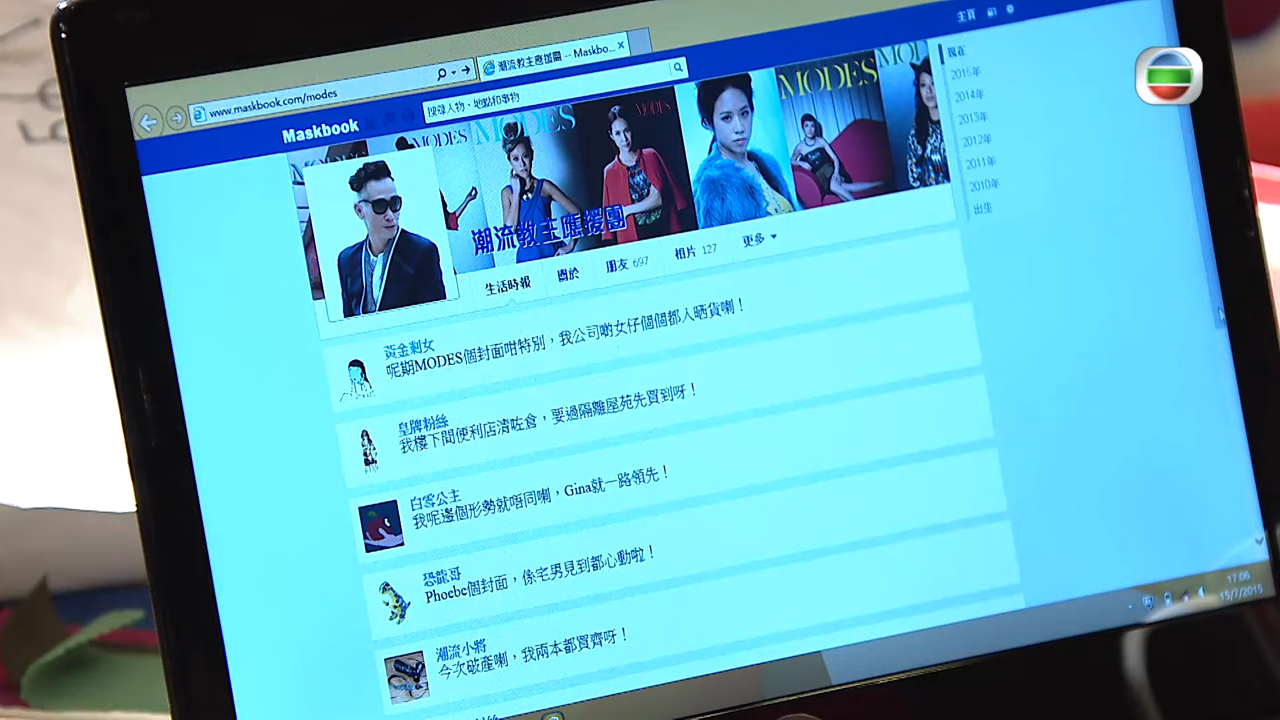 主頁
潮流教主應援團 -- Maskbo...
www.maskbook.com/modes
搜尋人物、地點和事物
Maskbook
MODES
MODES
MODES
MODES
MODES
潮流教主應援團
生活時報
關於
朋友 697
相片 127
更多
現在
2015年
2014年
2013年
2012年
2011年
2010年
出生
黃金剩女
呢期MODES個封面咁特別，我公司啲女仔個個都人晒貨喇！
皇牌粉絲
我樓下間便利店清咗倉，要過隔離屋苑先買到呀！
白雪公主
我呢邊個形勢就唔同喇，Gina就一路領先！
恐龍哥
Phoebe個封面，係宅男見到都心動啦！
潮流小將
今次破產喇，我兩本都買齊呀！
17:06
15/7/2015